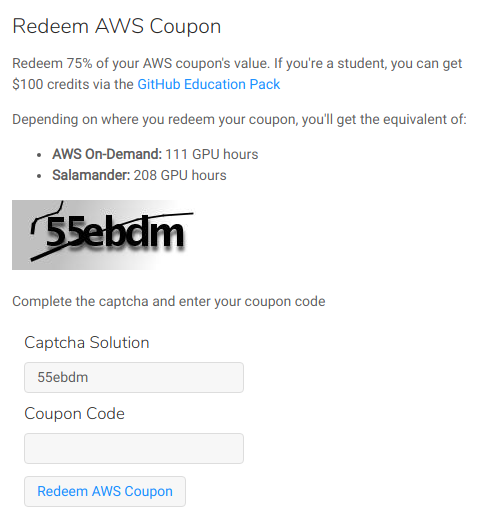 Redeem AWS Coupon
Redeem 75% of your AWS coupon's value. If you're a student, you can get
$100 credits via the GitHub Education Pack
Depending on where you redeem your coupon, you'll get the equivalent of:
• AWS On-Demand: 111 GPU hours
• Salamander: 208 GPU hours
55ebdm
Complete the captcha and enter your coupon code
Captcha Solution
55ebdm
Coupon Code
Redeem AWS Coupon